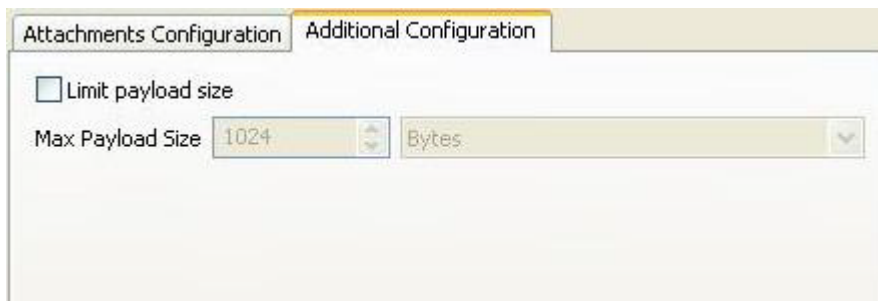 Attachments Configuration Additional Configuration
Limit payload size
Max Payload Size 1024 Bytes